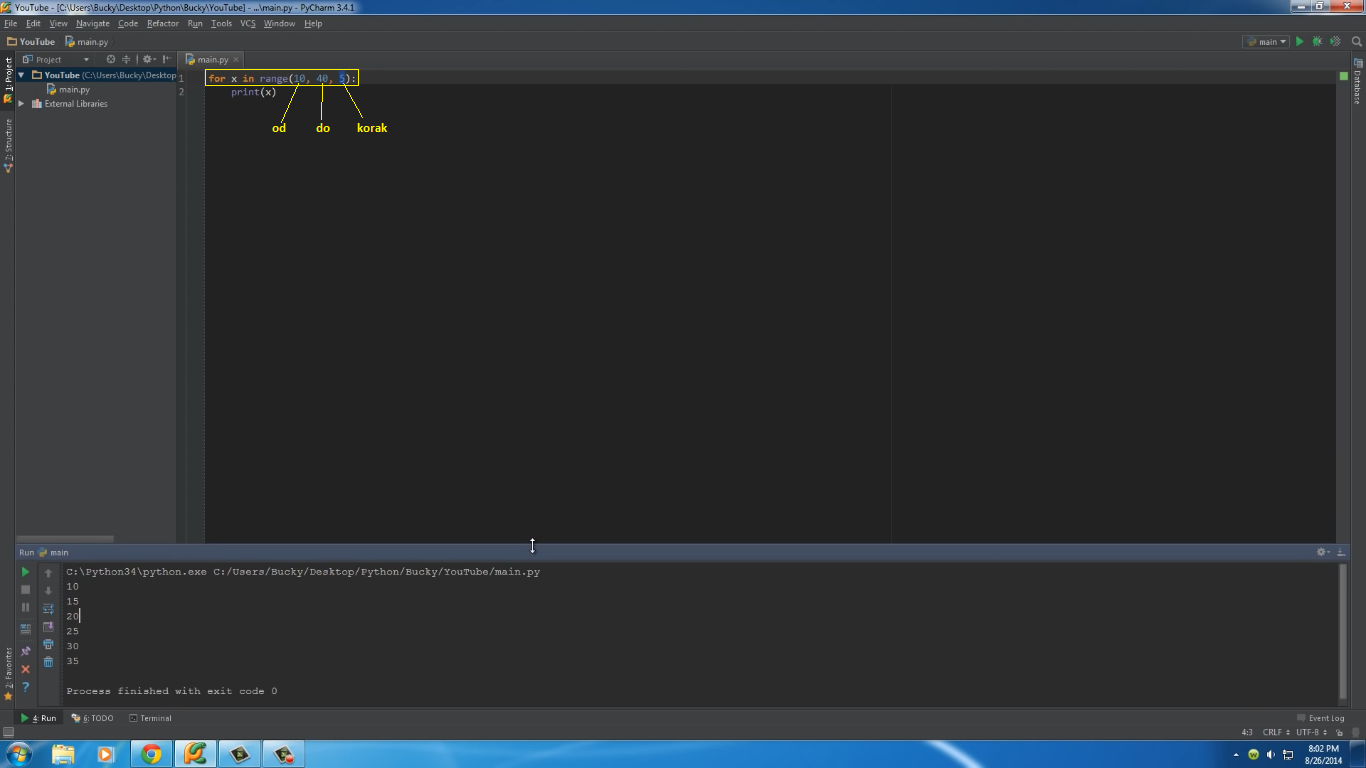 YouTube - [C:\Users\Bucky\Desktop\Python\Bucky\YouTube] - ...\main.py - PyCharm 3.4.1
File Edit View Navigate Code Refactor Run Tools VCS Window Help
YouTube main.py main
1: Project
Project
main.py
YouTube (C:\Users\Bucky\Desktop
main.py
External Libraries
1 for x in range(10, 40, 5):
2 print(x)
od do korak
Database
7: Structure
2: Favorites
Run main
C:\Python34\python.exe C:/Users/Bucky/Desktop/Python/Bucky/YouTube/main.py
10
15
20
25
30
35
Process finished with exit code 0
4: Run 6: TODO Terminal Event Log
4:3 CRLF UTF-8
8:02 PM
8/26/2014